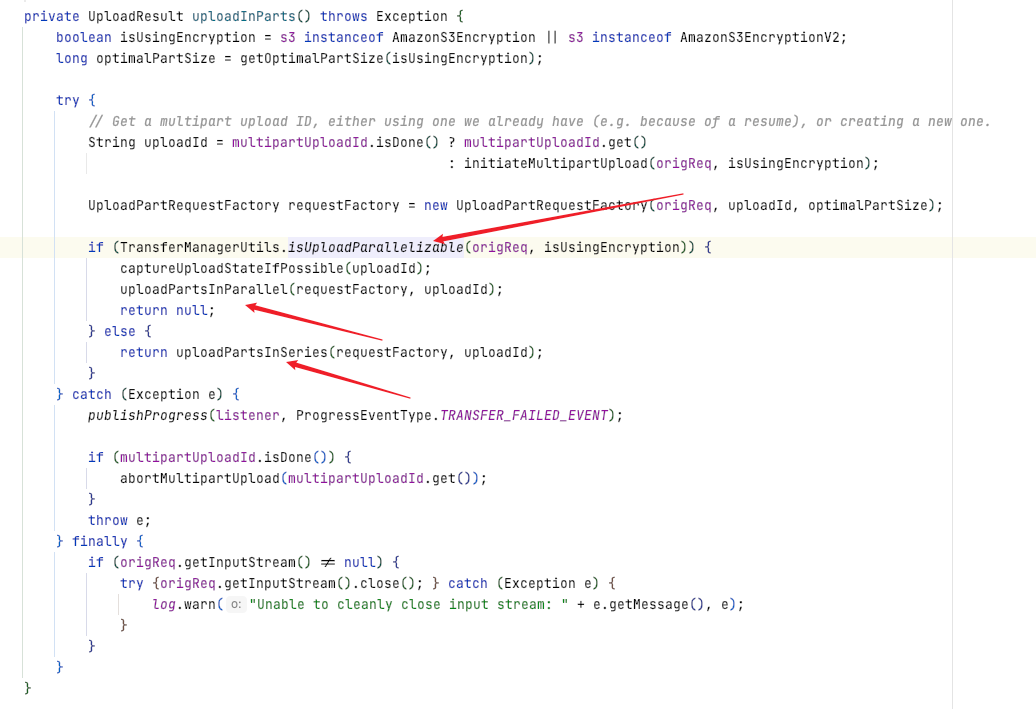 private UploadResult uploadInParts() throws Exception {
    boolean isUsingEncryption = s3 instanceof AmazonS3Encryption || s3 instanceof AmazonS3EncryptionV2;
    long optimalPartSize = getOptimalPartSize(isUsingEncryption);

    try {
        // Get a multipart upload ID, either using one we already have (e.g. because of a resume), or creating a new one.
        String uploadId = multipartUploadId.isDone() ? multipartUploadId.get()
                                                     : initiateMultipartUpload(origReq, isUsingEncryption);

        UploadPartRequestFactory requestFactory = new UploadPartRequestFactory(origReq, uploadId, optimalPartSize);

        if (TransferManagerUtils.isUploadParallelizable(origReq, isUsingEncryption)) {
            captureUploadStateIfPossible(uploadId);
            uploadPartsInParallel(requestFactory, uploadId);
            return null;
        } else {
            return uploadPartsInSeries(requestFactory, uploadId);
        }
    } catch (Exception e) {
        publishProgress(listener, ProgressEventType.TRANSFER_FAILED_EVENT);

        if (multipartUploadId.isDone()) {
            abortMultipartUpload(multipartUploadId.get());
        }
        throw e;
    } finally {
        if (origReq.getInputStream() != null) {
            try {origReq.getInputStream().close(); } catch (Exception e) {
                log.warn( o: "Unable to cleanly close input stream: " + e.getMessage(), e);
            }
        }
    }
}